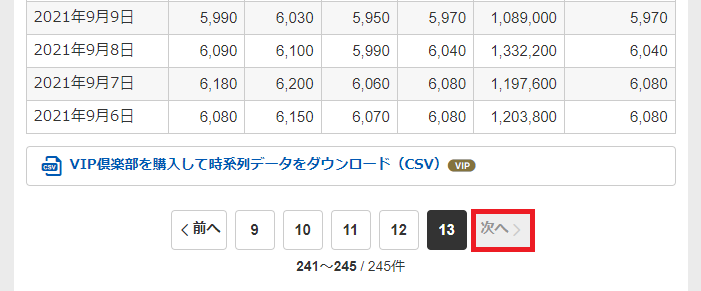 2021年9月9日 5,990 6,030 5,950 5,970 1,089,000 5,970
2021年9月8日 6,090 6,100 5,990 6,040 1,332,200 6,040
2021年9月7日 6,180 6,200 6,060 6,080 1,197,600 6,080
2021年9月6日 6,080 6,150 6,070 6,080 1,203,800 6,080
CSV VIP倶楽部を購入して時系列データをダウンロード（CSV） VIP
前へ 9 10 11 12 13 次へ
241～245 / 245件